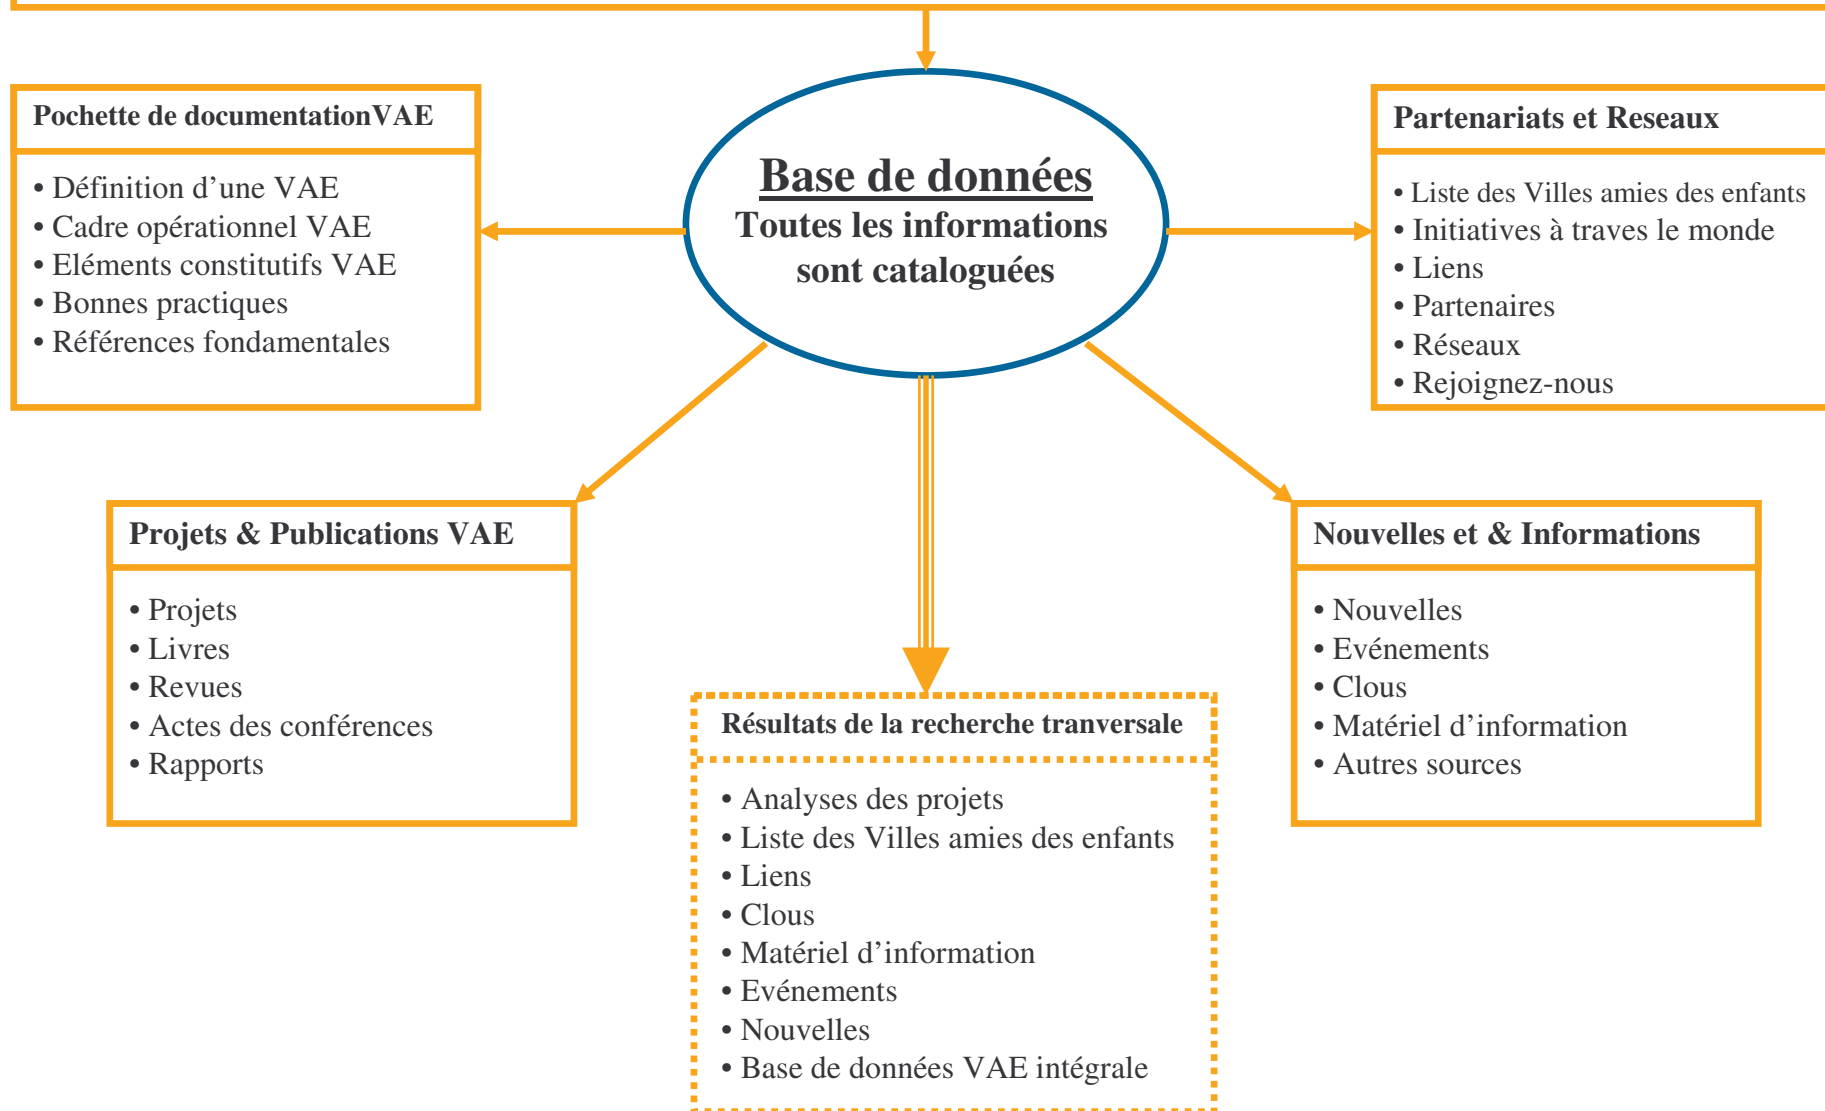 Pochette de documentationVAE
• Définition d’une VAE
• Cadre opérationnel VAE
• Eléments constitutifs VAE
• Bonnes practiques
• Références fondamentales
Base de données
Toutes les informations
sont cataloguées
Partenariats et Reseaux
• Liste des Villes amies des enfants
• Initiatives à traves le monde
• Liens
• Partenaires
• Réseaux
• Rejoignez-nous
Projets & Publications VAE
• Projets
• Livres
• Revues
• Actes des conférences
• Rapports
Résultats de la recherche tranversale
• Analyses des projets
• Liste des Villes amies des enfants
• Liens
• Clous
• Matériel d’information
• Evénements
• Nouvelles
• Base de données VAE intégrale
Nouvelles et & Informations
• Nouvelles
• Evénements
• Clous
• Matériel d’information
• Autres sources